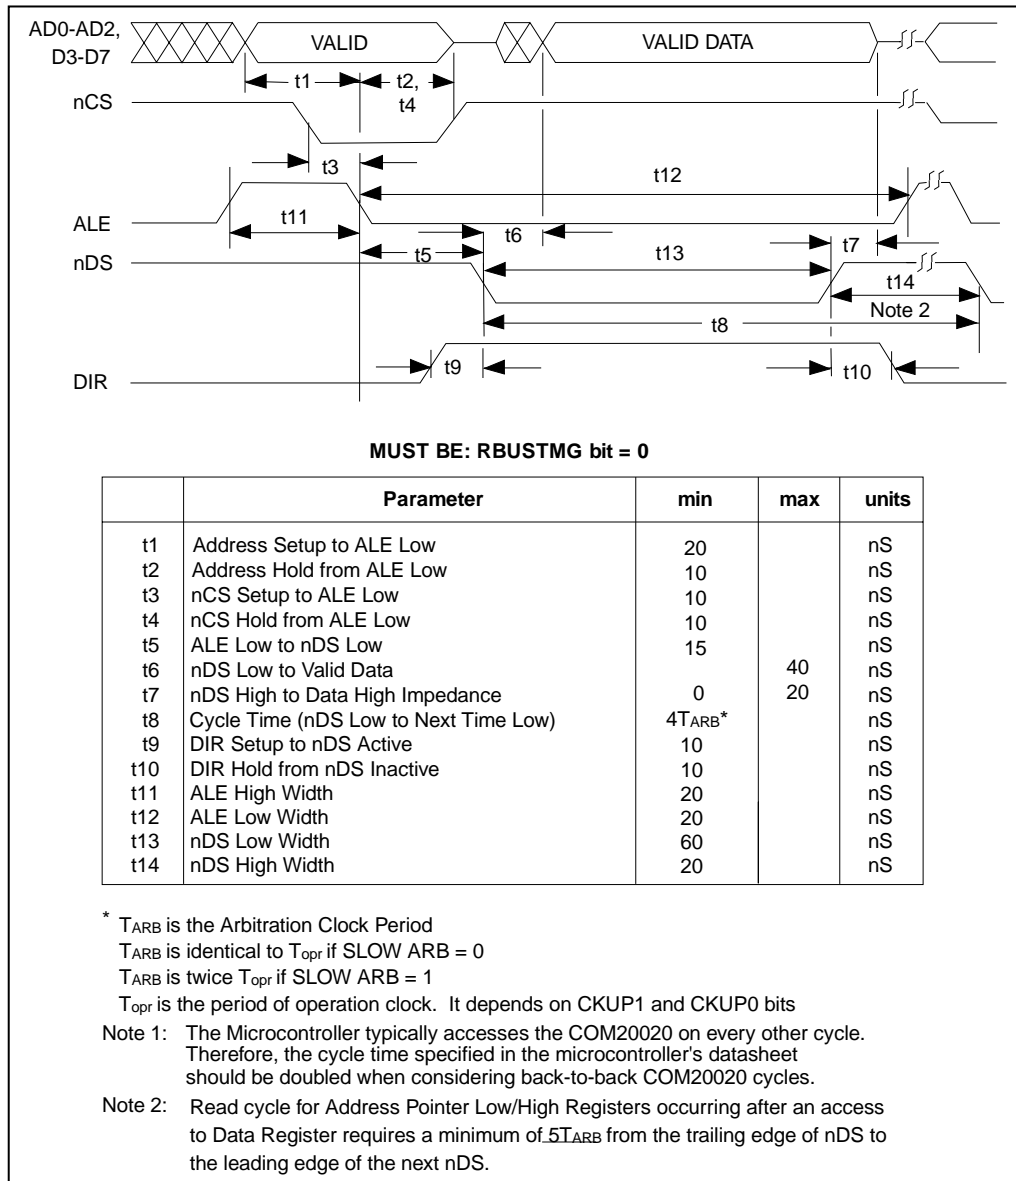 AD0-AD2,
D3-D7
VALID
VALID DATA
t1
t2,
t4
nCS
t3
t12
ALE
t11
t6
t7
nDS
t5
t13
t14
Note 2
t8
DIR
t9
t10
MUST BE: RBUSTMG bit = 0
Parameter min max units
t1 Address Setup to ALE Low 20 nS
t2 Address Hold from ALE Low 10 nS
t3 nCS Setup to ALE Low 10 nS
t4 nCS Hold from ALE Low 10 nS
t5 ALE Low to nDS Low 15 nS
t6 nDS Low to Valid Data 40 nS
t7 nDS High to Data High Impedance 0 20 nS
t8 Cycle Time (nDS Low to Next Time Low) 4TARB* nS
t9 DIR Setup to nDS Active 10 nS
t10 DIR Hold from nDS Inactive 10 nS
t11 ALE High Width 20 nS
t12 ALE Low Width 20 nS
t13 nDS Low Width 60 nS
t14 nDS High Width 20 nS
* TARB is the Arbitration Clock Period
TARB is identical to Topr if SLOW ARB = 0
TARB is twice Topr if SLOW ARB = 1
Topr is the period of operation clock. It depends on CKUP1 and CKUP0 bits
Note 1: The Microcontroller typically accesses the COM20020 on every other cycle.
Therefore, the cycle time specified in the microcontroller's datasheet
should be doubled when considering back-to-back COM20020 cycles.
Note 2: Read cycle for Address Pointer Low/High Registers occurring after an access
to Data Register requires a minimum of 5TARB from the trailing edge of nDS to
the leading edge of the next nDS.